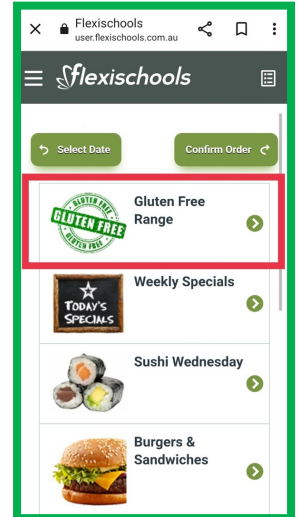 Flexischools
user.flexischools.com.au
flexischools
Select Date
Confirm Order
GLUTEN FREE
GLUTEN FREE
GLUTEN FREE
Gluten Free
Range
TODAY'S
SPECIALS
Weekly Specials
Sushi Wednesday
Burgers &
Sandwiches